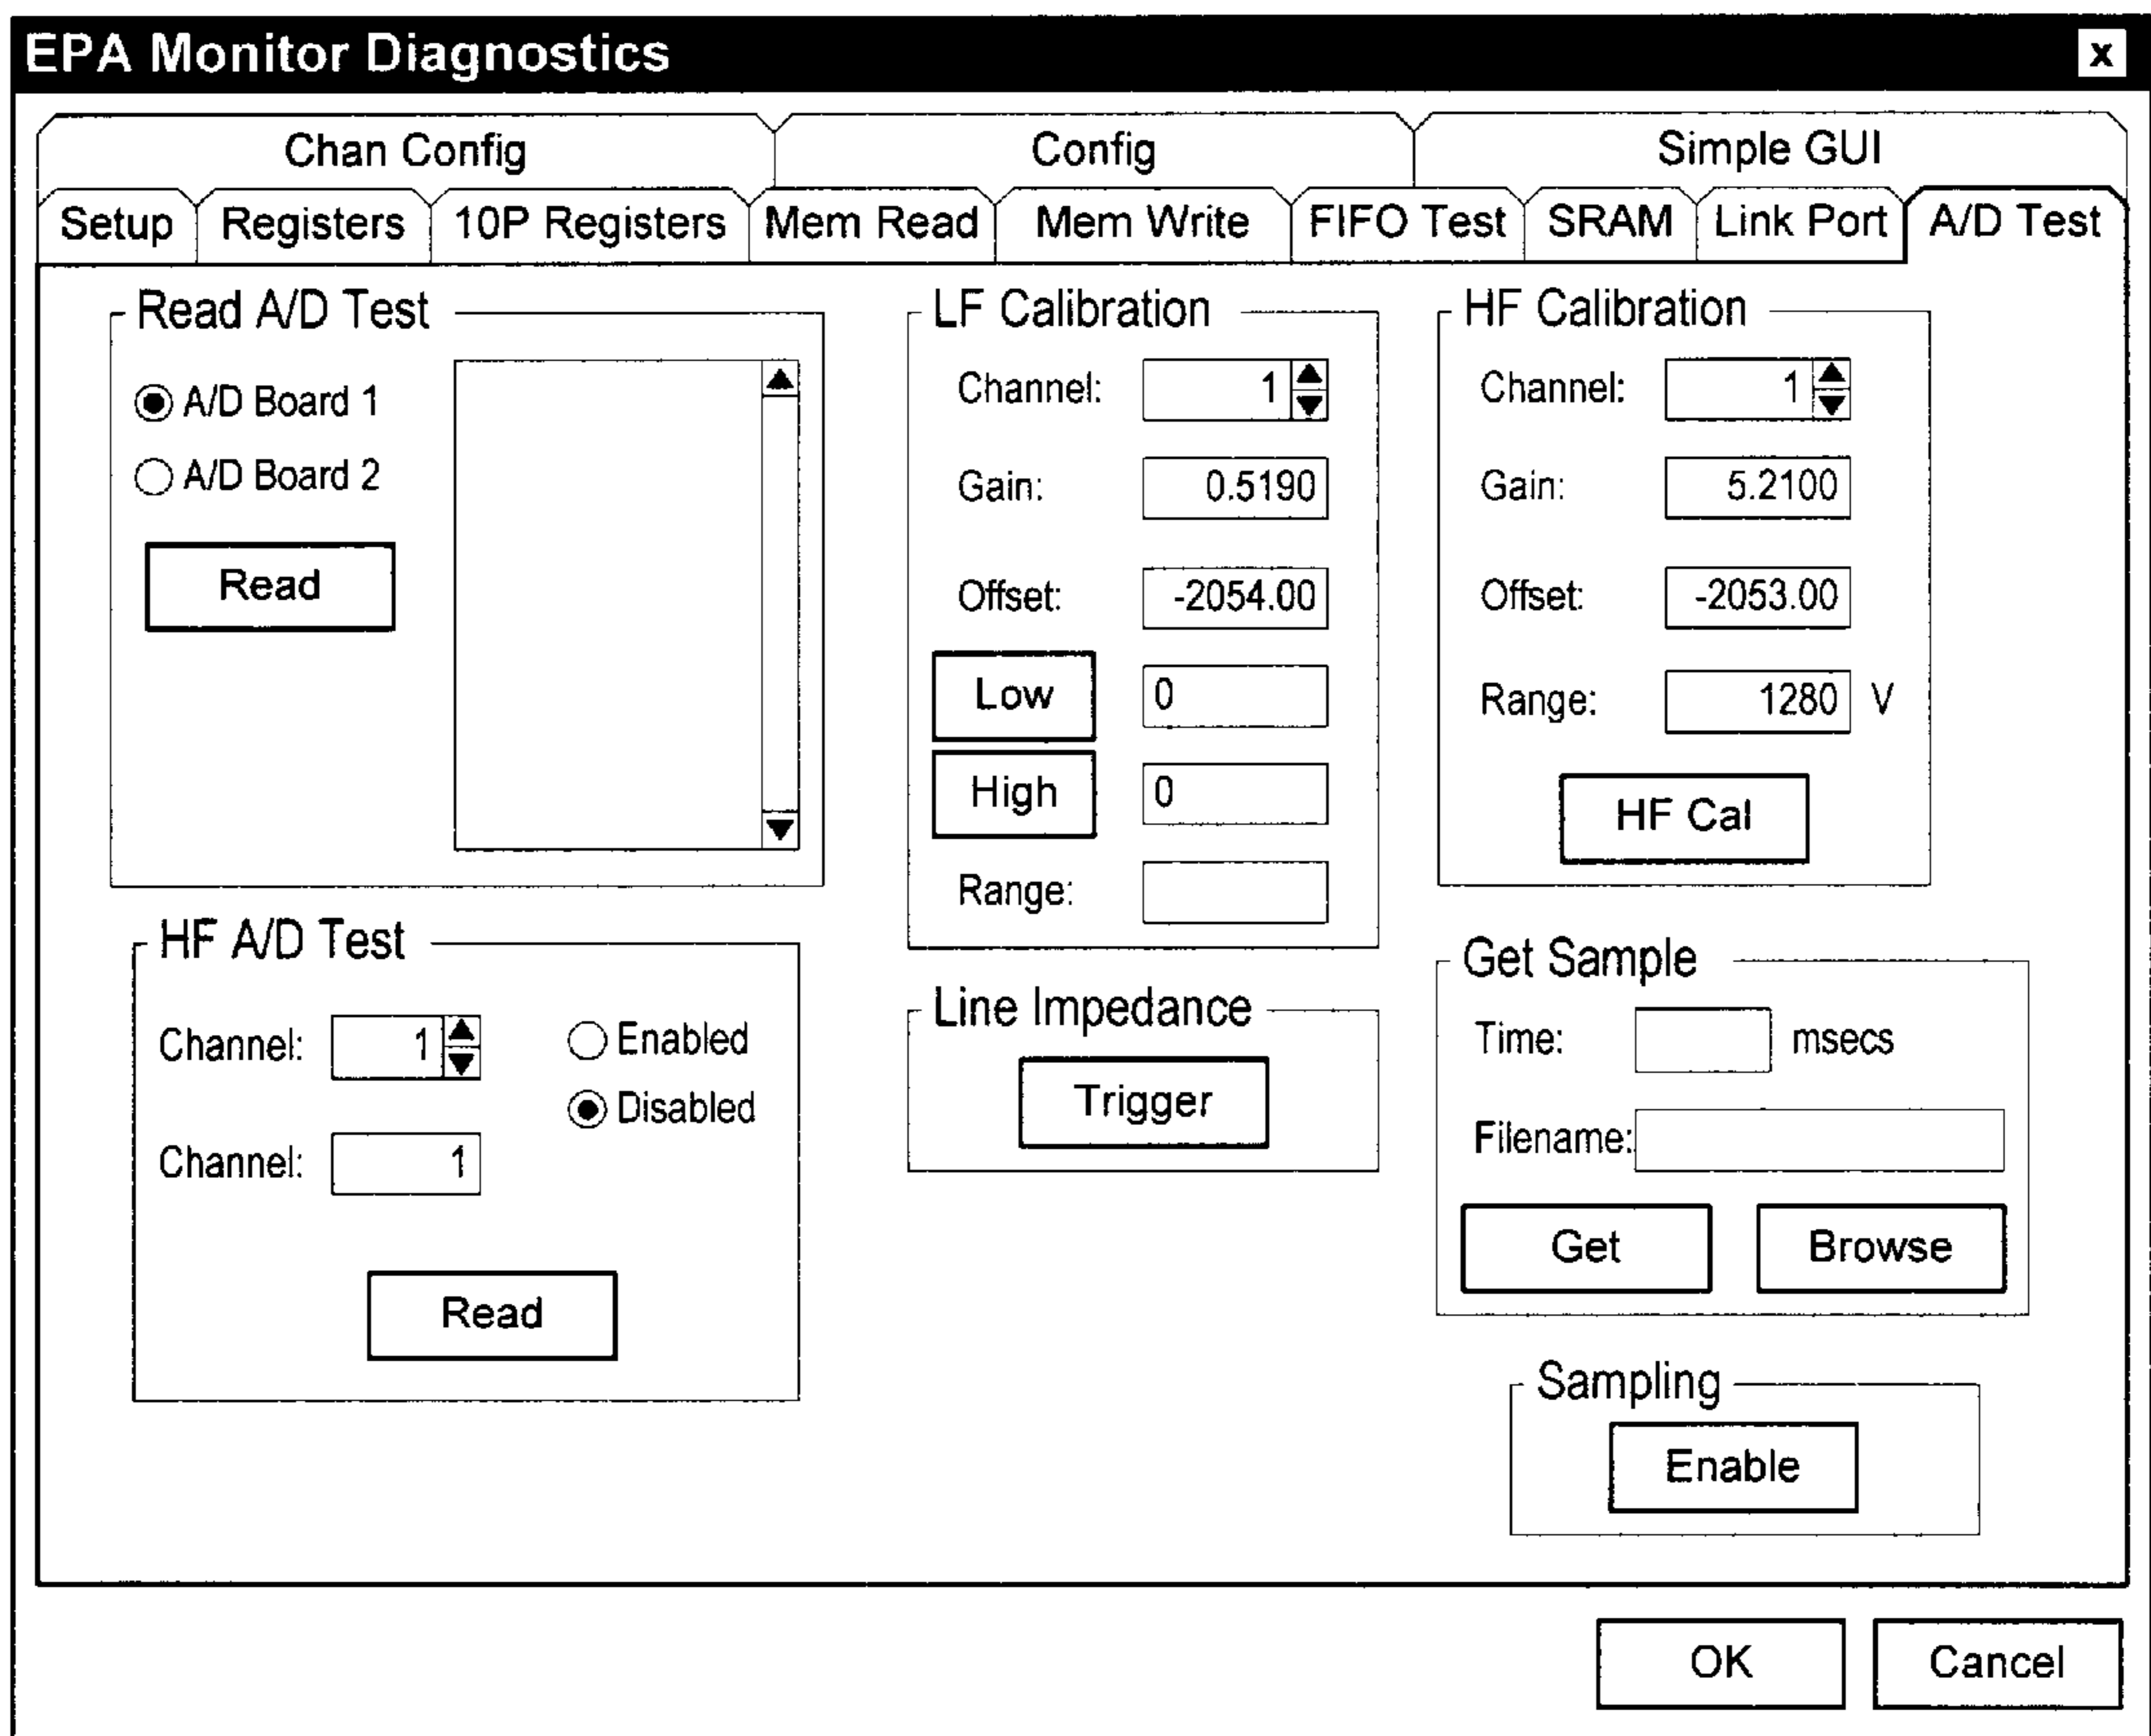 EPA Monitor Diagnostics x
Chan Config Config Simple GUI
Setup Registers 10P Registers Mem Read Mem Write FIFO Test SRAM Link Port A/D Test
Read A/D Test
A/D Board 1
A/D Board 2
Read
HF A/D Test
Channel: 1
Enabled
Disabled
Channel: 1
Read
LF Calibration
Channel: 1
Gain: 0.5190
Offset: -2054.00
Low 0
High 0
Range:
Line Impedance
Trigger
HF Calibration
Channel: 1
Gain: 5.2100
Offset: -2053.00
Range: 1280 V
HF Cal
Get Sample
Time: msecs
Filename:
Get Browse
Sampling
Enable
OK Cancel